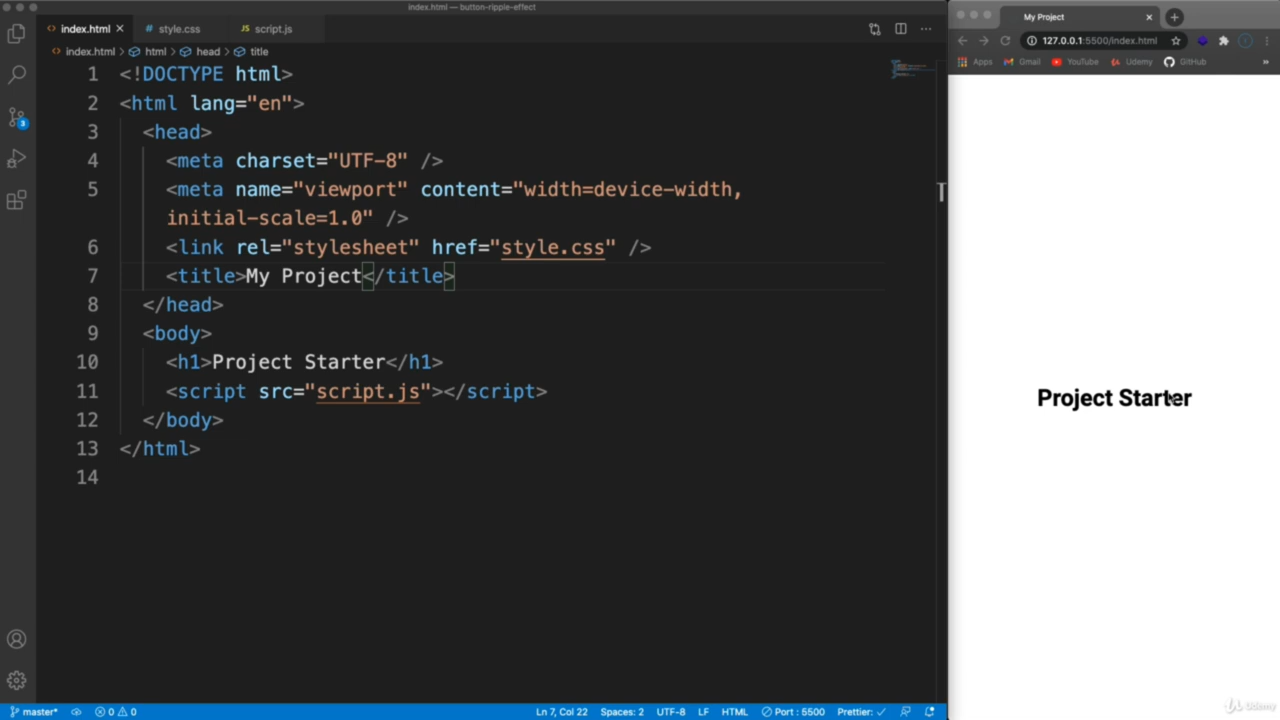 index.html — button-ripple-effect
index.html
style.css
JS script.js
index.html > html > head > title
1 <!DOCTYPE html>
2 <html lang="en">
3 <head>
4 <meta charset="UTF-8" />
5 <meta name="viewport" content="width=device-width,
initial-scale=1.0" />
6 <link rel="stylesheet" href="style.css" />
7 <title>My Project</title>
8 </head>
9 <body>
10 <h1>Project Starter</h1>
11 <script src="script.js"></script>
12 </body>
13 </html>
14
3
master*
0 0
Ln 7, Col 22
Spaces: 2
UTF-8
LF
HTML
Port : 5500
Prettier: ✓
My Project
127.0.0.1:5500/index.html
Apps
Gmail
YouTube
Udemy
GitHub
»
Project Starter
Udemy